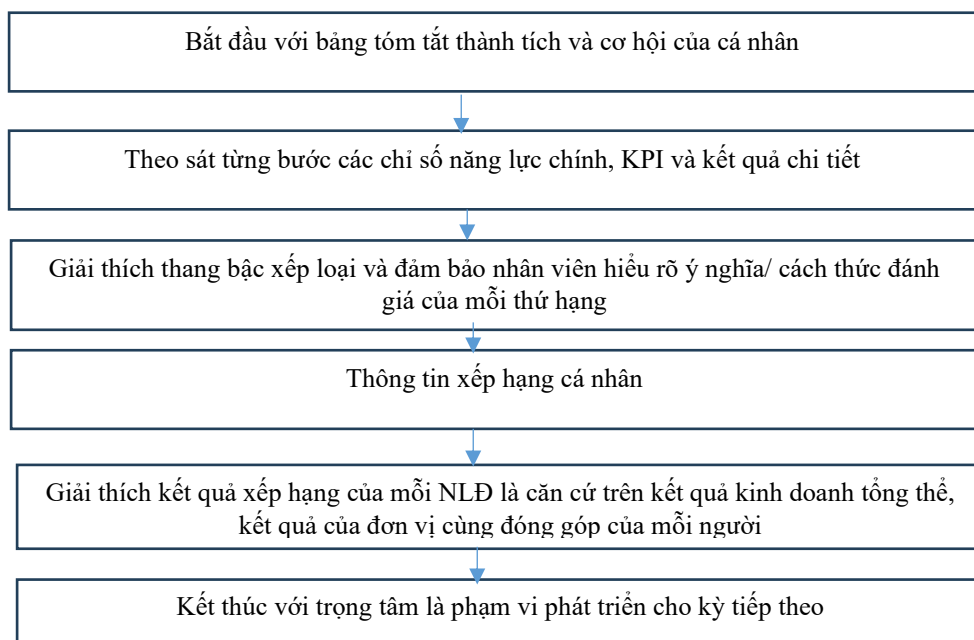 Bắt đầu với bảng tóm tắt thành tích và cơ hội của cá nhân
Theo sát từng bước các chỉ số năng lực chính, KPI và kết quả chi tiết
Giải thích thang bậc xếp loại và đảm bảo nhân viên hiểu rõ ý nghĩa/ cách thức đánh
giá của mỗi thứ hạng
Thông tin xếp hạng cá nhân
Giải thích kết quả xếp hạng của mỗi NLĐ là căn cứ trên kết quả kinh doanh tổng thể,
kết quả của đơn vị cùng đóng góp của mỗi người
Kết thúc với trọng tâm là phạm vi phát triển cho kỳ tiếp theo